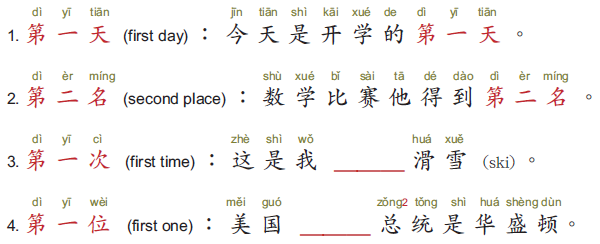 dì yī tiān jīn tiān shì kāi xué de dì yī tiān
1. 第一天 (first day)：今天是开学的第一天。
dì èr míng shù xué bǐ sài tā dé dào dì èr míng
2. 第二名 (second place)：数学比赛他得到第二名。
dì yī cì zhè shì wǒ huá xuě
3. 第一次 (first time)：这是我 ______ 滑雪 (ski)。
dì yī wèi měi guó zǒng2 tǒng shì huá shèng dùn
4. 第一位 (first one)：美国 ______ 总统是华盛顿。